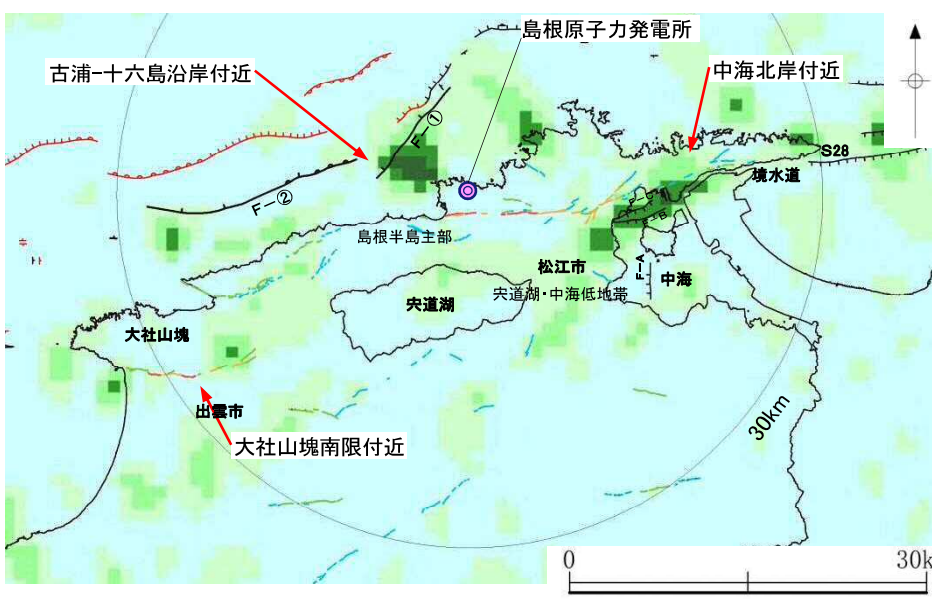 島根原子力発電所
古浦ー十六島沿岸付近
中海北岸付近
F-①
S28
境水道
F-②
F-B
島根半島主部
松江市
F-A
中海
宍道湖・中海低地帯
宍道湖
大社山塊
出雲市
30km
大社山塊南限付近
0
30k